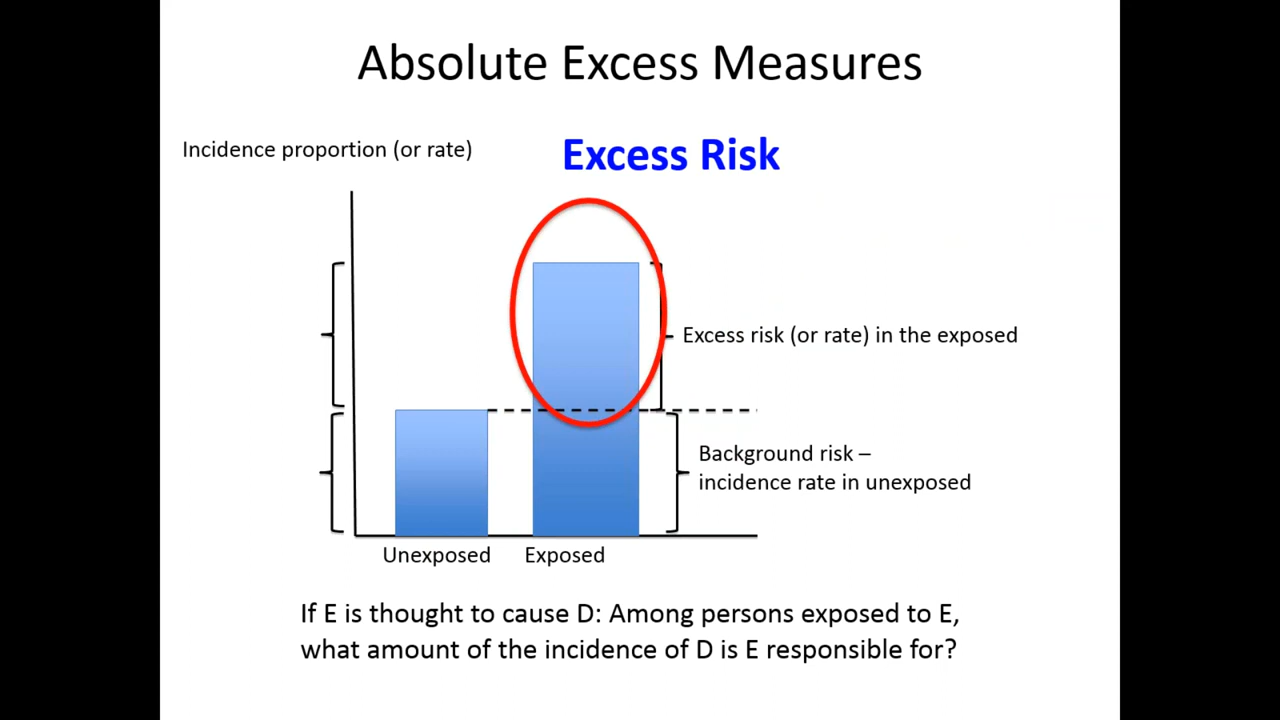 Absolute Excess Measures
Incidence proportion (or rate)
Excess Risk
Excess risk (or rate) in the exposed
Background risk –
incidence rate in unexposed
Unexposed
Exposed
If E is thought to cause D: Among persons exposed to E,
what amount of the incidence of D is E responsible for?